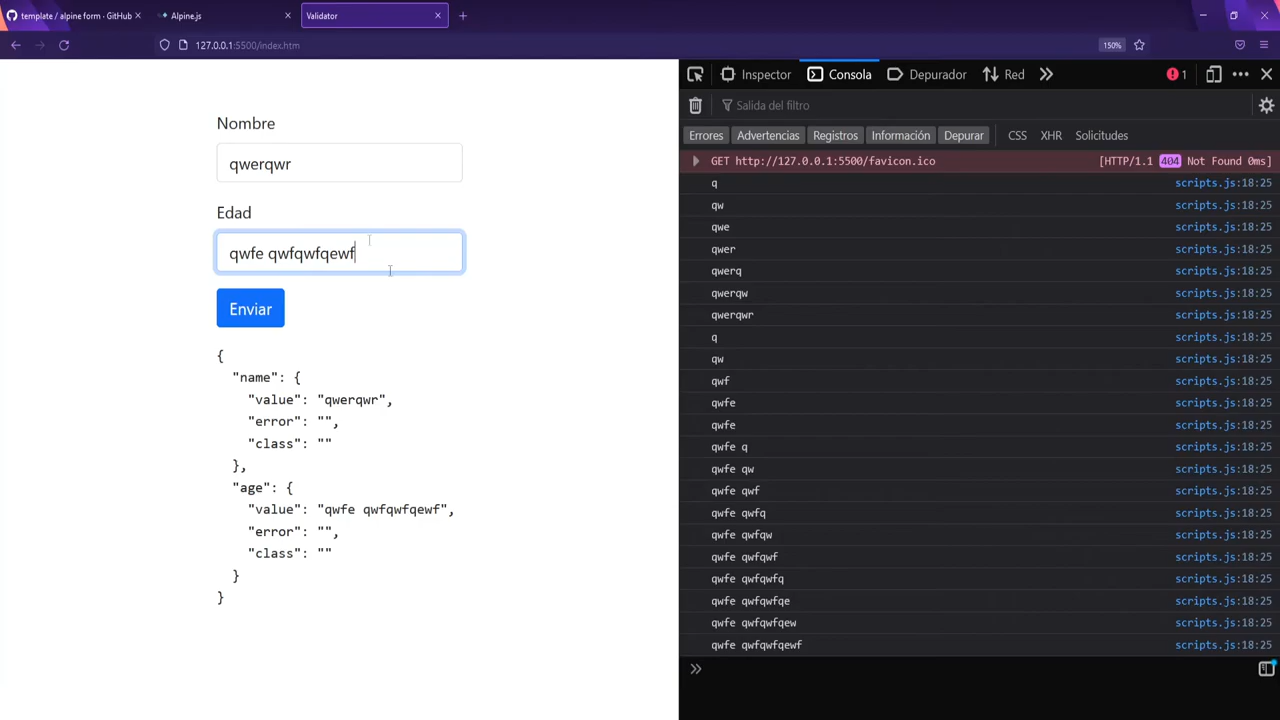 template / alpine form · GitHub
Alpine.js
Validator
127.0.0.1:5500/index.htm
150%
Nombre
qwerqwr
Edad
qwfe qwfqwfqewf
Enviar
{
"name": {
"value": "qwerqwr",
"error": "",
"class": ""
},
"age": {
"value": "qwfe qwfqwfqewf",
"error": "",
"class": ""
}
}
Inspector
Consola
Depurador
Red
1
Salida del filtro
Errores
Advertencias
Registros
Información
Depurar
CSS
XHR
Solicitudes
GET http://127.0.0.1:5500/favicon.ico [HTTP/1.1 404 Not Found 0ms]
q scripts.js:18:25
qw scripts.js:18:25
qwe scripts.js:18:25
qwer scripts.js:18:25
qwerq scripts.js:18:25
qwerqw scripts.js:18:25
qwerqwr scripts.js:18:25
q scripts.js:18:25
qw scripts.js:18:25
qwf scripts.js:18:25
qwfe scripts.js:18:25
qwfe scripts.js:18:25
qwfe q scripts.js:18:25
qwfe qw scripts.js:18:25
qwfe qwf scripts.js:18:25
qwfe qwfq scripts.js:18:25
qwfe qwfqw scripts.js:18:25
qwfe qwfqwf scripts.js:18:25
qwfe qwfqwfq scripts.js:18:25
qwfe qwfqwfqe scripts.js:18:25
qwfe qwfqwfqew scripts.js:18:25
qwfe qwfqwfqewf scripts.js:18:25